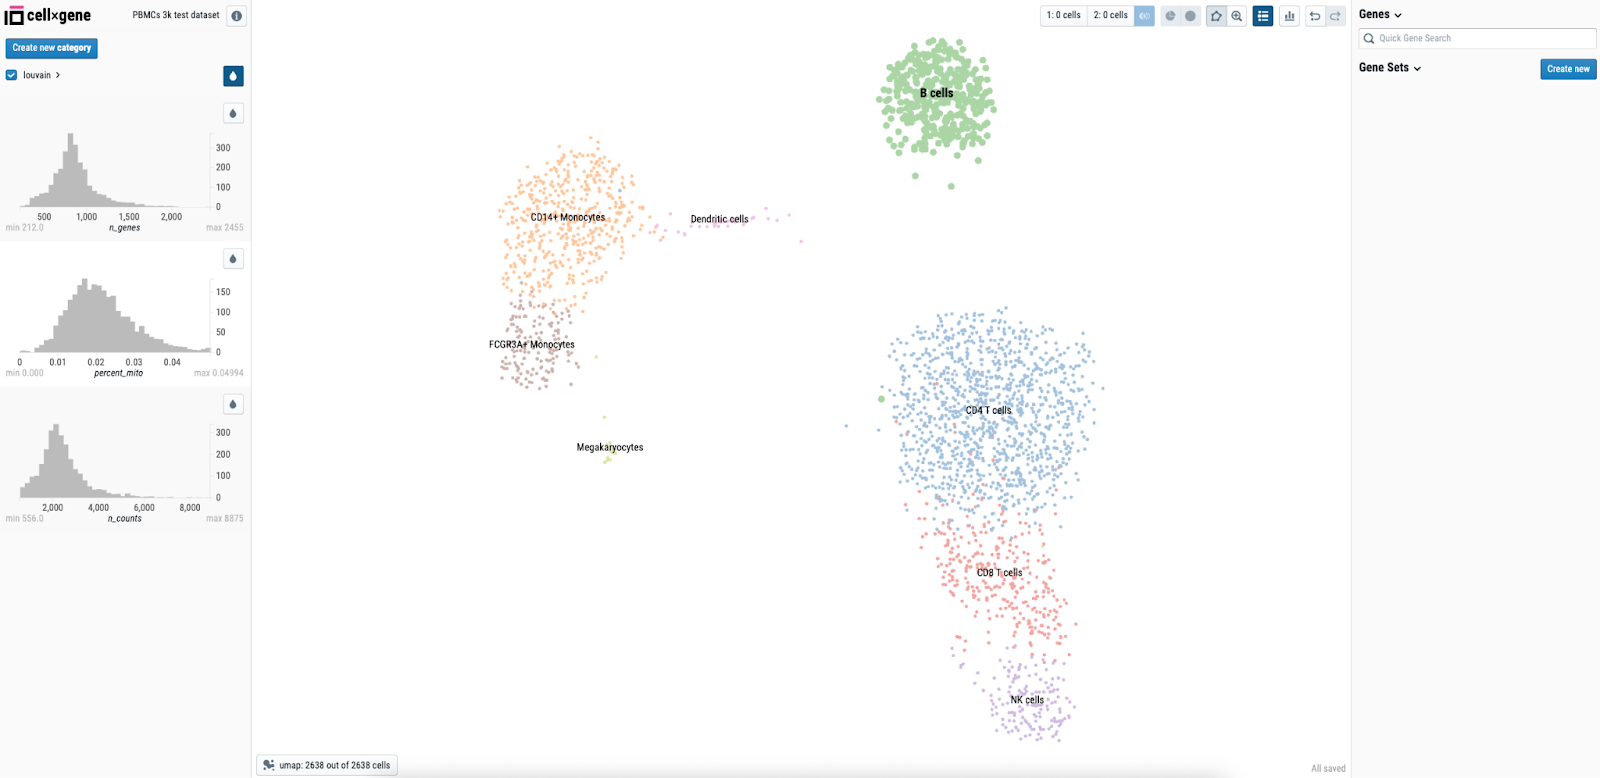 cell×gene
PBMCs 3k test dataset
1: 0 cells
2: 0 cells
Genes
Quick Gene Search
Gene Sets
Create new
Create new category
louvain
300
200
100
0
500 1,000 1,500 2,000
min 212.0 n_genes max 2455
150
100
50
0
0 0.01 0.02 0.03 0.04
min 0.000 percent_mito max 0.04994
300
200
100
0
2,000 4,000 6,000 8,000
min 556.0 n_counts max 8875
B cells
CD14+ Monocytes
Dendritic cells
FCGR3A+ Monocytes
CD4 T cells
Megakaryocytes
CD8 T cells
NK cells
umap: 2638 out of 2638 cells
All saved